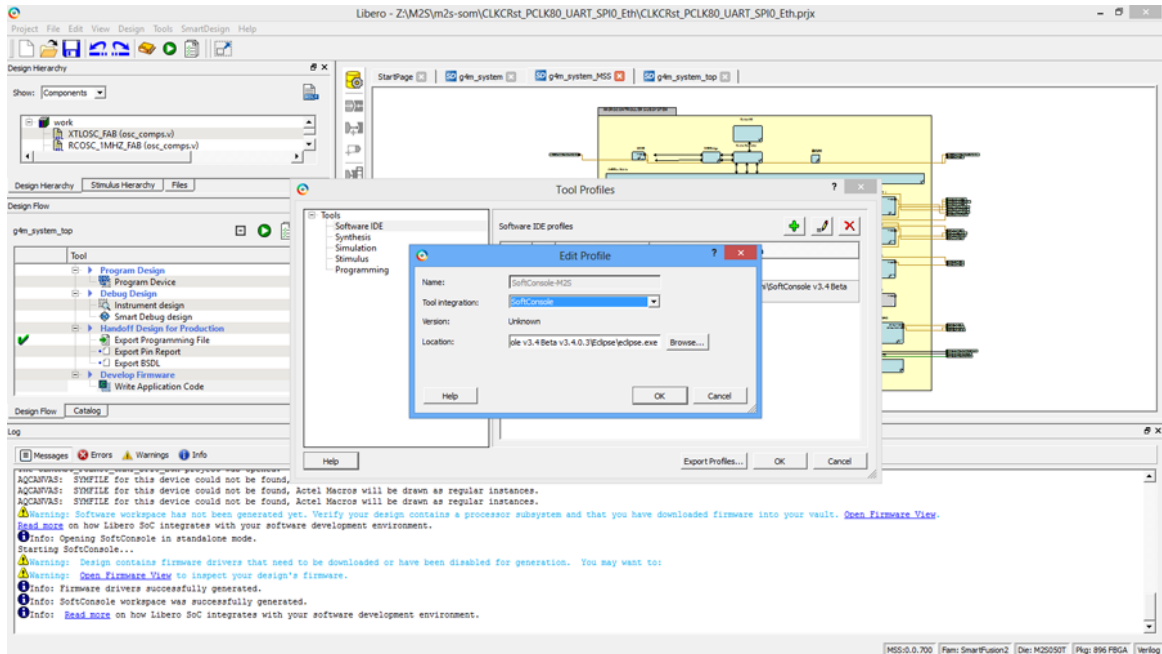 Libero - Z:\M2S\m2s-som\CLKCRst_PCLK80_UART_SPI0_Eth\CLKCRst_PCLK80_UART_SPI0_Eth.prjx
Project File Edit View Design Tools SmartDesign Help
Design Hierarchy
Show: Components
work
XTLOSC_FAB (osc_comps.v)
RCOSC_1MHZ_FAB (osc_comps.v)
Design Hierarchy Stimulus Hierarchy Files
StartPage g4m_system g4m_system_MSS g4m_system_top
Design Flow
g4m_system_top
Tool
Program Design
Program Device
Debug Design
Instrument design
Smart Debug design
Handoff Design for Production
Export Programming File
Export Pin Report
Export BSDL
Develop Firmware
Write Application Code
Design Flow Catalog
Tool Profiles
Tools
Software IDE
Synthesis
Simulation
Stimulus
Programming
Software IDE profiles
\SoftConsole v3.4 Beta
Edit Profile
Name: SoftConsole-M2S
Tool integration: SoftConsole
Version: Unknown
Location: ole v3.4 Beta v3.4.0.3\Eclipse\eclipse.exe Browse...
Help OK Cancel
Help Export Profiles... OK Cancel
Log
Messages Errors Warnings Info
AQCANVAS: SYMFILE for this device could not be found,
AQCANVAS: SYMFILE for this device could not be found, Actel Macros will be drawn as regular instances.
AQCANVAS: SYMFILE for this device could not be found, Actel Macros will be drawn as regular instances.
Warning: Software workspace has not been generated yet. Verify your design contains a processor subsystem and that you have downloaded firmware into your vault. Open Firmware View.
Read more on how Libero SoC integrates with your software development environment.
Info: Opening SoftConsole in standalone mode.
Starting SoftConsole...
Warning: Design contains firmware drivers that need to be downloaded or have been disabled for generation. You may want to:
Warning: Open Firmware View to inspect your design's firmware.
Info: Firmware drivers successfully generated.
Info: SoftConsole workspace was successfully generated.
Info: Read more on how Libero SoC integrates with your software development environment.
MSS:0.0.700 Fam: SmartFusion2 Die: M2S050T Pkg: 896 FBGA Verilog